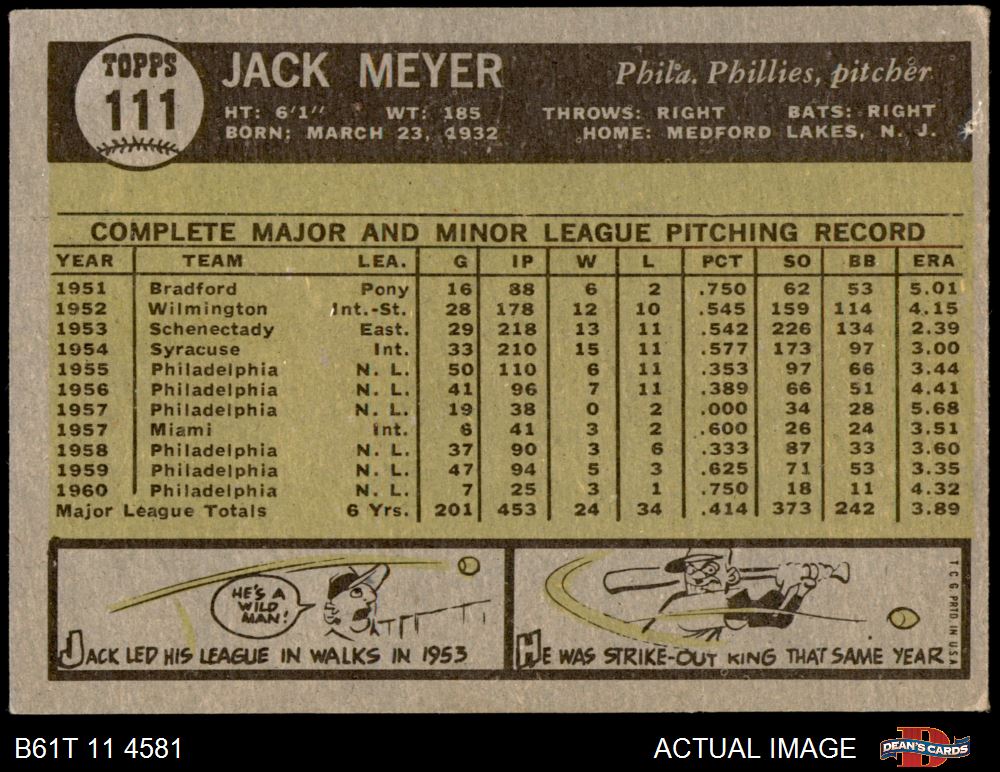 TOPPS
111
JACK MEYER
Phila. Phillies, pitcher
HT: 6'1" WT: 185 THROWS: RIGHT BATS: RIGHT
BORN: MARCH 23, 1932 HOME: MEDFORD LAKES, N. J.
COMPLETE MAJOR AND MINOR LEAGUE PITCHING RECORD
YEAR TEAM LEA. G IP W L PCT SO BB ERA
1951 Bradford Pony 16 88 6 2 .750 62 53 5.01
1952 Wilmington Int.-St. 28 178 12 10 .545 159 114 4.15
1953 Schenectady East. 29 218 13 11 .542 226 134 2.39
1954 Syracuse Int. 33 210 15 11 .577 173 97 3.00
1955 Philadelphia N. L. 50 110 6 11 .353 97 66 3.44
1956 Philadelphia N. L. 41 96 7 11 .389 66 51 4.41
1957 Philadelphia N. L. 19 38 0 2 .000 34 28 5.68
1957 Miami Int. 6 41 3 2 .600 26 24 3.51
1958 Philadelphia N. L. 37 90 3 6 .333 87 33 3.60
1959 Philadelphia N. L. 47 94 5 3 .625 71 53 3.35
1960 Philadelphia N. L. 7 25 3 1 .750 18 11 4.32
Major League Totals 6 Yrs. 201 453 24 34 .414 373 242 3.89
HE'S A
WILD
MAN!
JACK LED HIS LEAGUE IN WALKS IN 1953
HE WAS STRIKE-OUT KING THAT SAME YEAR
T. C. G. PRTD. IN U.S.A.
B61T 11 4581
ACTUAL IMAGE
D
DEAN'S CARDS